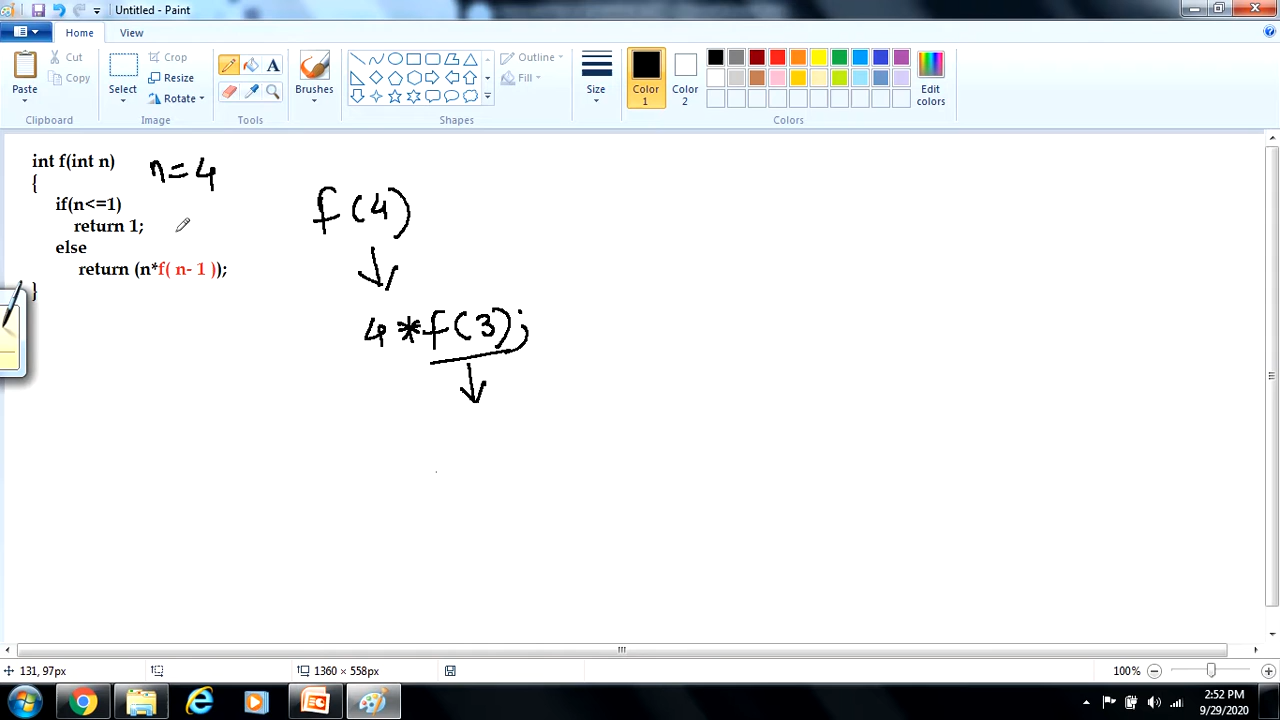 Untitled - Paint
Home View
Paste
Cut
Copy
Clipboard
Select
Crop
Resize
Rotate
Image
A
Tools
Brushes
Outline
Fill
Shapes
Size
Color 1
Color 2
Edit colors
Colors
int f(int n)
{
if(n<=1)
return 1;
else
return (n*f( n- 1 ));
}
n=4
f(4)
4*f(3);
131, 97px
1360 × 558px
100%
2:52 PM
9/29/2020